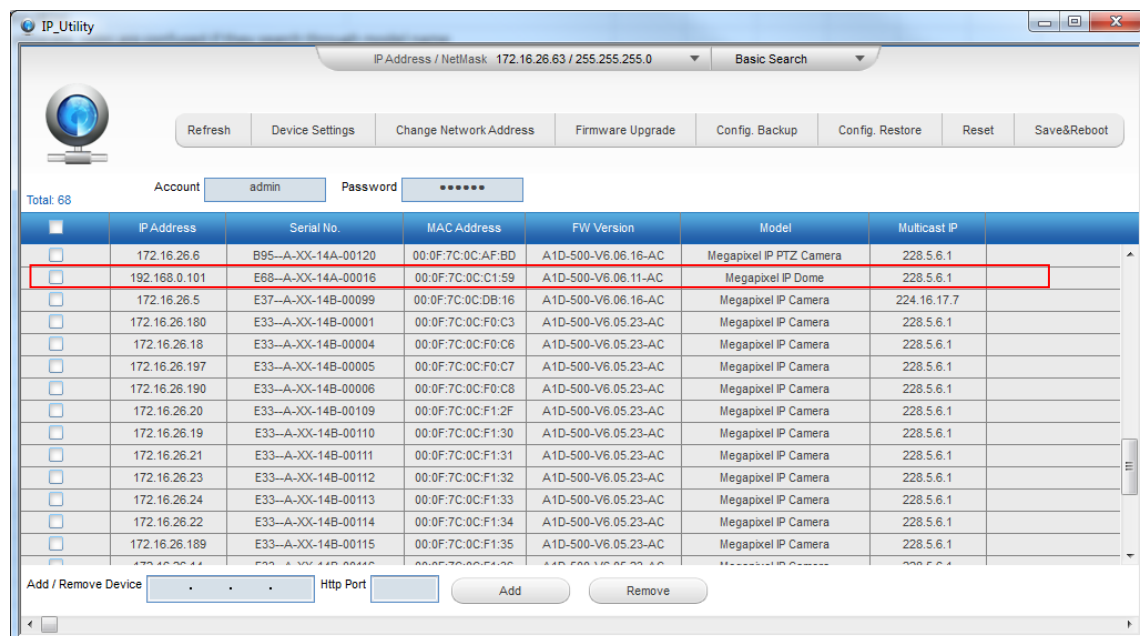 IP_Utility
IP Address / NetMask 172.16.26.63 / 255.255.255.0 Basic Search
Refresh Device Settings Change Network Address Firmware Upgrade Config. Backup Config. Restore Reset Save&Reboot
Account admin Password ••••••
Total: 68
IP Address Serial No. MAC Address FW Version Model Multicast IP
172.16.26.6 B95--A-XX-14A-00120 00:0F:7C:0C:AF:BD A1D-500-V6.06.16-AC Megapixel IP PTZ Camera 228.5.6.1
192.168.0.101 E68--A-XX-14A-00016 00:0F:7C:0C:C1:59 A1D-500-V6.06.11-AC Megapixel IP Dome 228.5.6.1
172.16.26.5 E37--A-XX-14B-00099 00:0F:7C:0C:DB:16 A1D-500-V6.06.16-AC Megapixel IP Camera 224.16.17.7
172.16.26.180 E33--A-XX-14B-00001 00:0F:7C:0C:F0:C3 A1D-500-V6.05.23-AC Megapixel IP Camera 228.5.6.1
172.16.26.18 E33--A-XX-14B-00004 00:0F:7C:0C:F0:C6 A1D-500-V6.05.23-AC Megapixel IP Camera 228.5.6.1
172.16.26.197 E33--A-XX-14B-00005 00:0F:7C:0C:F0:C7 A1D-500-V6.05.23-AC Megapixel IP Camera 228.5.6.1
172.16.26.190 E33--A-XX-14B-00006 00:0F:7C:0C:F0:C8 A1D-500-V6.05.23-AC Megapixel IP Camera 228.5.6.1
172.16.26.20 E33--A-XX-14B-00109 00:0F:7C:0C:F1:2F A1D-500-V6.05.23-AC Megapixel IP Camera 228.5.6.1
172.16.26.19 E33--A-XX-14B-00110 00:0F:7C:0C:F1:30 A1D-500-V6.05.23-AC Megapixel IP Camera 228.5.6.1
172.16.26.21 E33--A-XX-14B-00111 00:0F:7C:0C:F1:31 A1D-500-V6.05.23-AC Megapixel IP Camera 228.5.6.1
172.16.26.23 E33--A-XX-14B-00112 00:0F:7C:0C:F1:32 A1D-500-V6.05.23-AC Megapixel IP Camera 228.5.6.1
172.16.26.24 E33--A-XX-14B-00113 00:0F:7C:0C:F1:33 A1D-500-V6.05.23-AC Megapixel IP Camera 228.5.6.1
172.16.26.22 E33--A-XX-14B-00114 00:0F:7C:0C:F1:34 A1D-500-V6.05.23-AC Megapixel IP Camera 228.5.6.1
172.16.26.189 E33--A-XX-14B-00115 00:0F:7C:0C:F1:35 A1D-500-V6.05.23-AC Megapixel IP Camera 228.5.6.1
Add / Remove Device . . . Http Port Add Remove